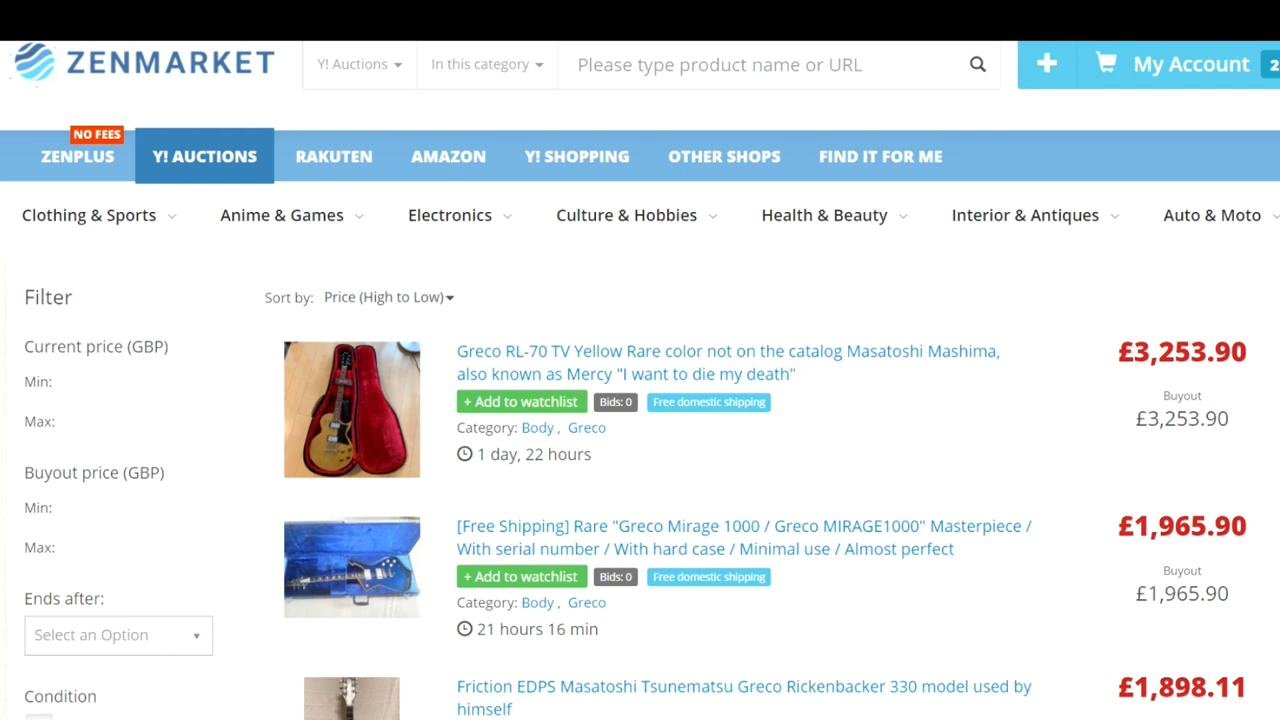 ZENMARKET
Y! Auctions
In this category
Please type product name or URL
My Account
2
NO FEES
ZENPLUS
Y! AUCTIONS
RAKUTEN
AMAZON
Y! SHOPPING
OTHER SHOPS
FIND IT FOR ME
Clothing & Sports
Anime & Games
Electronics
Culture & Hobbies
Health & Beauty
Interior & Antiques
Auto & Moto
Filter
Current price (GBP)
Min:
Max:
Buyout price (GBP)
Min:
Max:
Ends after:
Select an Option
Condition
Sort by: Price (High to Low)
Greco RL-70 TV Yellow Rare color not on the catalog Masatoshi Mashima,
also known as Mercy "I want to die my death"
+ Add to watchlist
Bids: 0
Free domestic shipping
Category: Body , Greco
1 day, 22 hours
£3,253.90
Buyout
£3,253.90
[Free Shipping] Rare "Greco Mirage 1000 / Greco MIRAGE1000" Masterpiece /
With serial number / With hard case / Minimal use / Almost perfect
+ Add to watchlist
Bids: 0
Free domestic shipping
Category: Body , Greco
21 hours 16 min
£1,965.90
Buyout
£1,965.90
Friction EDPS Masatoshi Tsunematsu Greco Rickenbacker 330 model used by
himself
£1,898.11